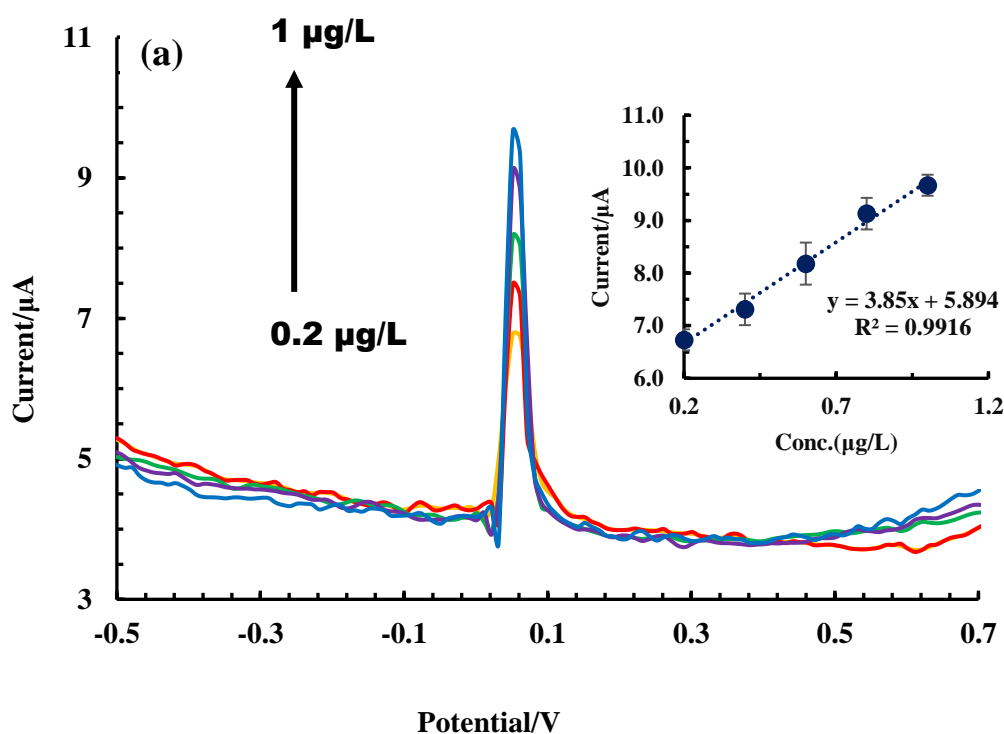 (a)
1 µg/L
0.2 µg/L
Current/µA
11
9
7
5
3
-0.5
-0.3
-0.1
0.1
0.3
0.5
0.7
Potential/V
Current/µA
11.0
10.0
9.0
8.0
7.0
6.0
y = 3.85x + 5.894
R² = 0.9916
0.2
0.7
1.2
Conc.(µg/L)